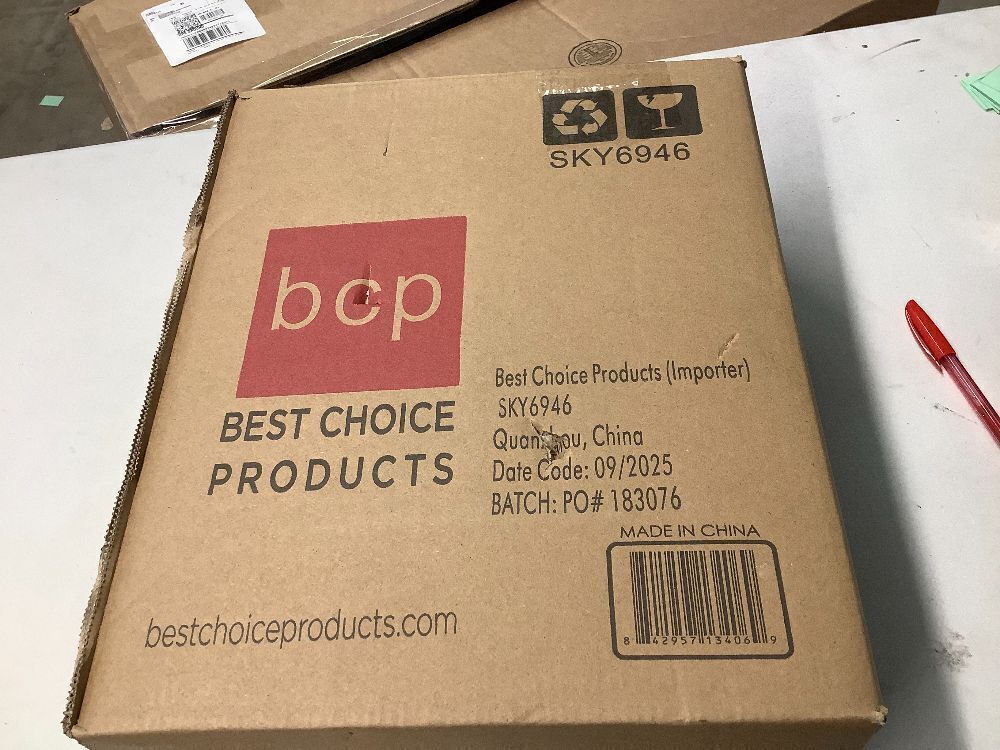 SKY6946
bcp
BEST CHOICE
PRODUCTS
Best Choice Products (Importer)
SKY6946
Quanzhou, China
Date Code: 09/2025
BATCH: PO# 183076
MADE IN CHINA
8 42957 13406 9
bestchoiceproducts.com